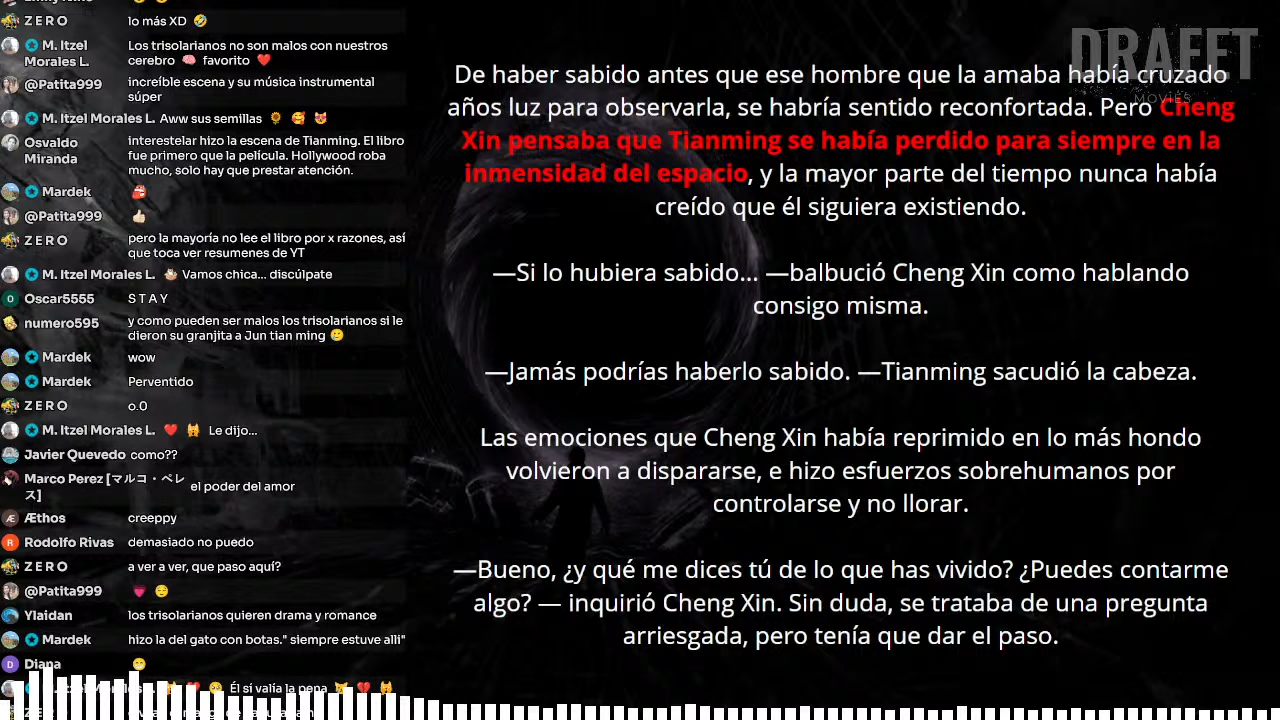 ZERO lo más XD 🤣
M. Itzel Morales L. Los trisolarianos no son malos con nuestros
cerebro 🧠 favorito ❤️
@Patita999 increíble escena y su música instrumental
súper
M. Itzel Morales L. Aww sus semillas 🌻 🥰 😻
Osvaldo Miranda interestelar hizo la escena de Tianming. El libro
fue primero que la película. Hollywood roba
mucho, solo hay que prestar atención.
Mardek
@Patita999 👍🏻
ZERO pero la mayoría no lee el libro por x razones, así
que toca ver resumenes de YT
M. Itzel Morales L. Vamos chica... discúlpate
Oscar5555 S T A Y
numero595 y como pueden ser malos los trisolarianos si le
dieron su granjita a Jun tian ming 🥲
Mardek wow
Mardek Perventido
ZERO o.0
M. Itzel Morales L. ❤️ 🙀 Le dijo...
Javier Quevedo como??
Marco Perez [マルコ・ペレ
ス] el poder del amor
Æthos creeppy
Rodolfo Rivas demasiado no puedo
ZERO a ver a ver, que paso aquí?
@Patita999 💗 😌
Ylaidan los trisolarianos quieren drama y romance
Mardek hizo la del gato con botas." siempre estuve alli"
Diana 😁
Él si valía la pena
DRAFET
MOVIES
De haber sabido antes que ese hombre que la amaba había cruzado
años luz para observarla, se habría sentido reconfortada. Pero Cheng
Xin pensaba que Tianming se había perdido para siempre en la
inmensidad del espacio, y la mayor parte del tiempo nunca había
creído que él siguiera existiendo.
—Si lo hubiera sabido... —balbució Cheng Xin como hablando
consigo misma.
—Jamás podrías haberlo sabido. —Tianming sacudió la cabeza.
Las emociones que Cheng Xin había reprimido en lo más hondo
volvieron a dispararse, e hizo esfuerzos sobrehumanos por
controlarse y no llorar.
—Bueno, ¿y qué me dices tú de lo que has vivido? ¿Puedes contarme
algo? — inquirió Cheng Xin. Sin duda, se trataba de una pregunta
arriesgada, pero tenía que dar el paso.